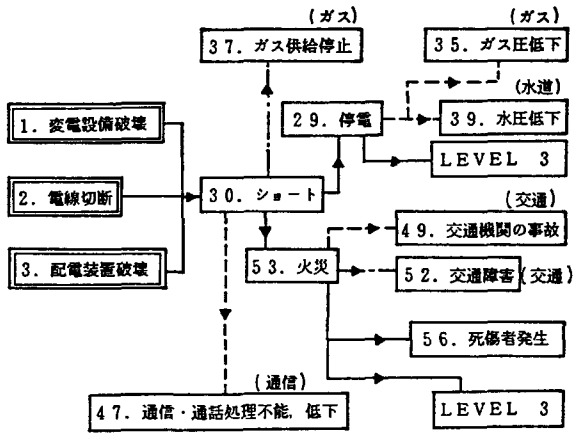 (ガス)
37. ガス供給停止
(ガス)
35. ガス圧低下
(水道)
39. 水圧低下
29. 停電
LEVEL 3
1. 変電設備破壊
2. 電線切断
3. 配電装置破壊
30. ショート
(交通)
49. 交通機関の事故
53. 火災
52. 交通障害(交通)
56. 死傷者発生
LEVEL 3
(通信)
47. 通信・通話処理不能, 低下